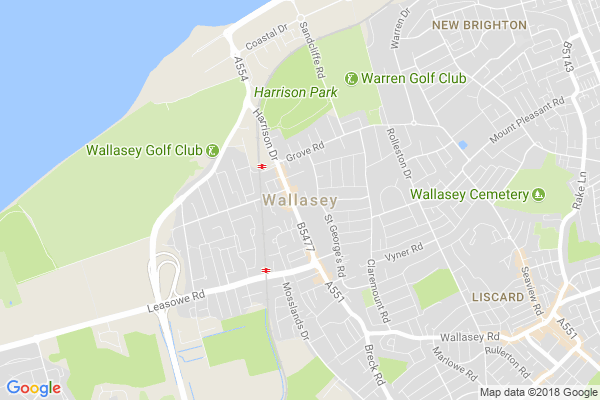 Coastal Dr
Sandcliffe Rd
Warren Dr
NEW BRIGHTON
A554
B5143
Warren Golf Club
Harrison Park
Harrison Dr
Mount Pleasant Rd
Rolleston Dr
Wallasey Golf Club
Grove Rd
Rake Ln
Wallasey Cemetery
Wallasey
St George's Rd
B5477
Vyner Rd
Claremount Rd
Seaview Rd
Leasowe Rd
Mosslands Dr
A551
LISCARD
A551
Wallasey Rd
Breck Rd
Marlowe Rd
Rullerton Rd
Google
Map data ©2018 Google